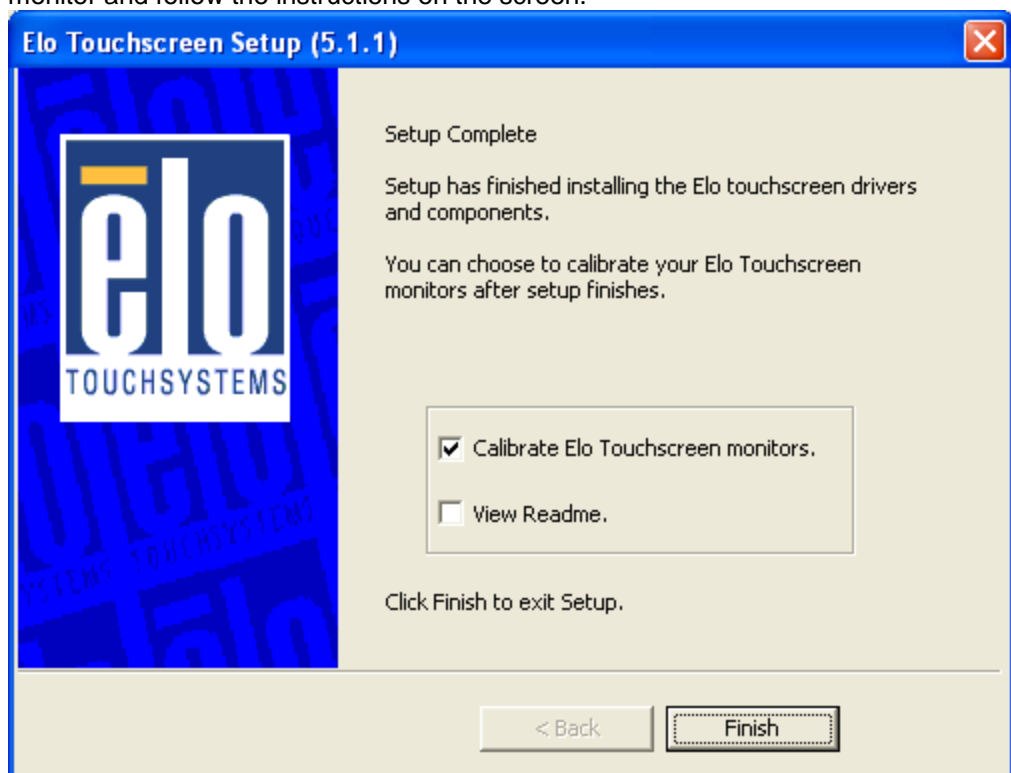 monitor and follow the instructions on the screen.
Elo Touchscreen Setup (5.1.1)
elo
TOUCHSYSTEMS
Setup Complete
Setup has finished installing the Elo touchscreen drivers
and components.
You can choose to calibrate your Elo Touchscreen
monitors after setup finishes.
Calibrate Elo Touchscreen monitors.
View Readme.
Click Finish to exit Setup.
< Back
Finish